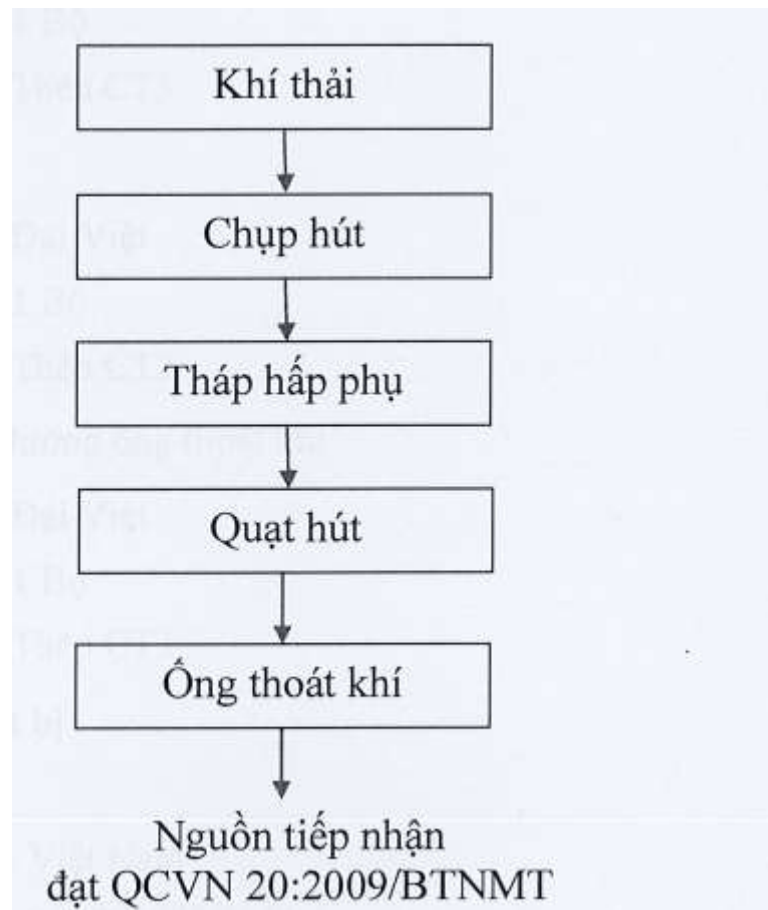 Khí thải
Chụp hút
Tháp hấp phụ
Quạt hút
Ống thoát khí
Nguồn tiếp nhận
đạt QCVN 20:2009/BTNMT